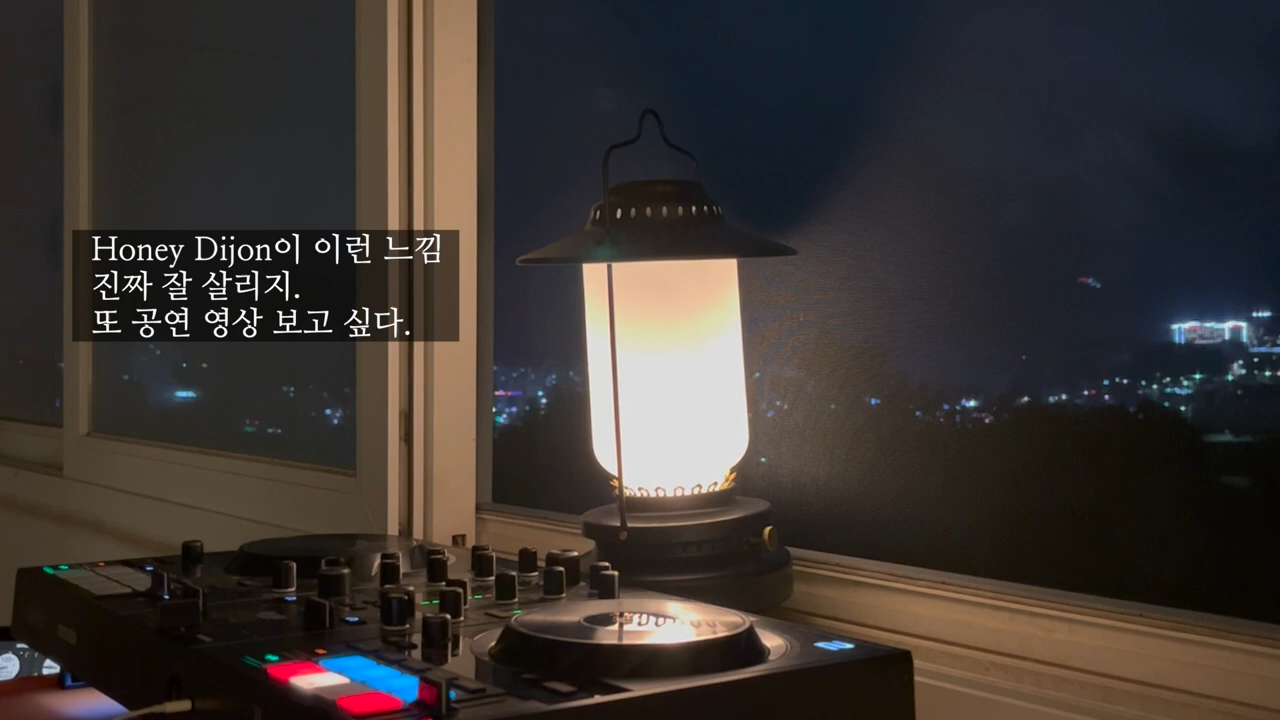 Honey Dijon이 이런 느낌
진짜 잘 살리지.
또 공연 영상 보고 싶다.